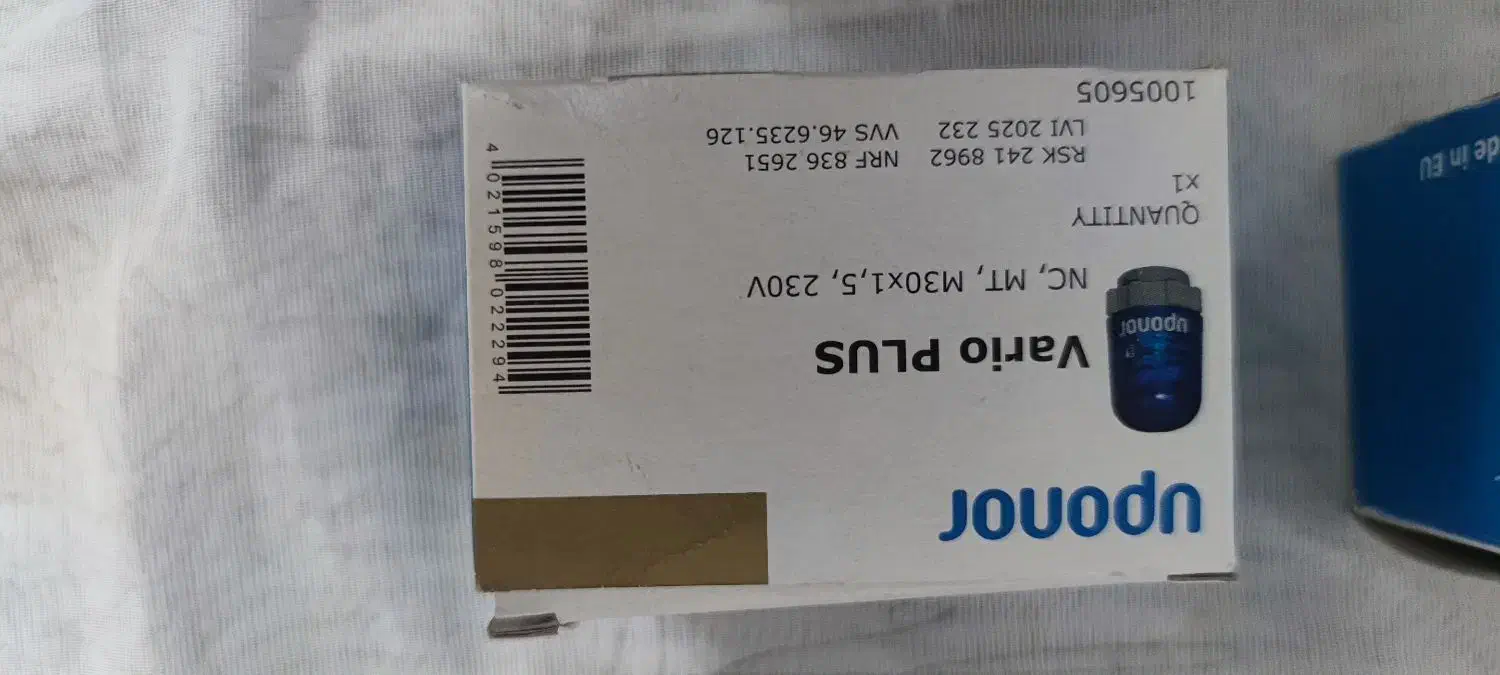 uponor
Vario PLUS
uponor
NC, MT, M30x1,5, 230V
QUANTITY
x1
RSK 241 8962 NRF 836 2651
LVI 2025 232 VVS 46.6235.126
1005605
4 021598 022294
de in EU